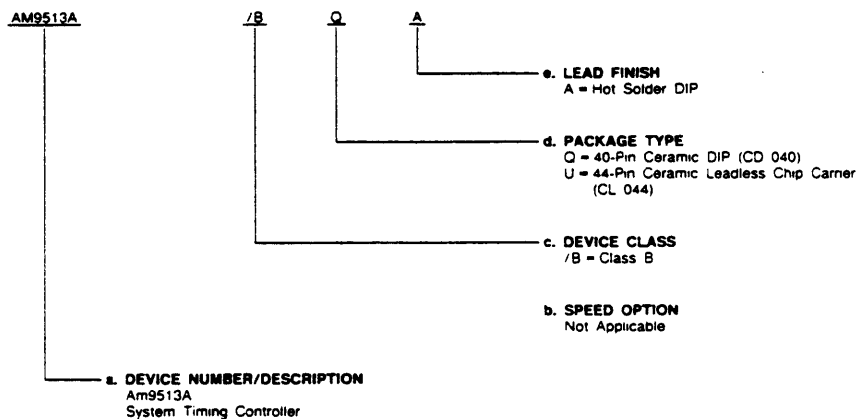 AM9513A /B Q A
e. LEAD FINISH
A = Hot Solder DIP
d. PACKAGE TYPE
Q = 40-Pin Ceramic DIP (CD 040)
U = 44-Pin Ceramic Leadless Chip Carrier
(CL 044)
c. DEVICE CLASS
/B = Class B
b. SPEED OPTION
Not Applicable
a. DEVICE NUMBER/DESCRIPTION
Am9513A
System Timing Controller